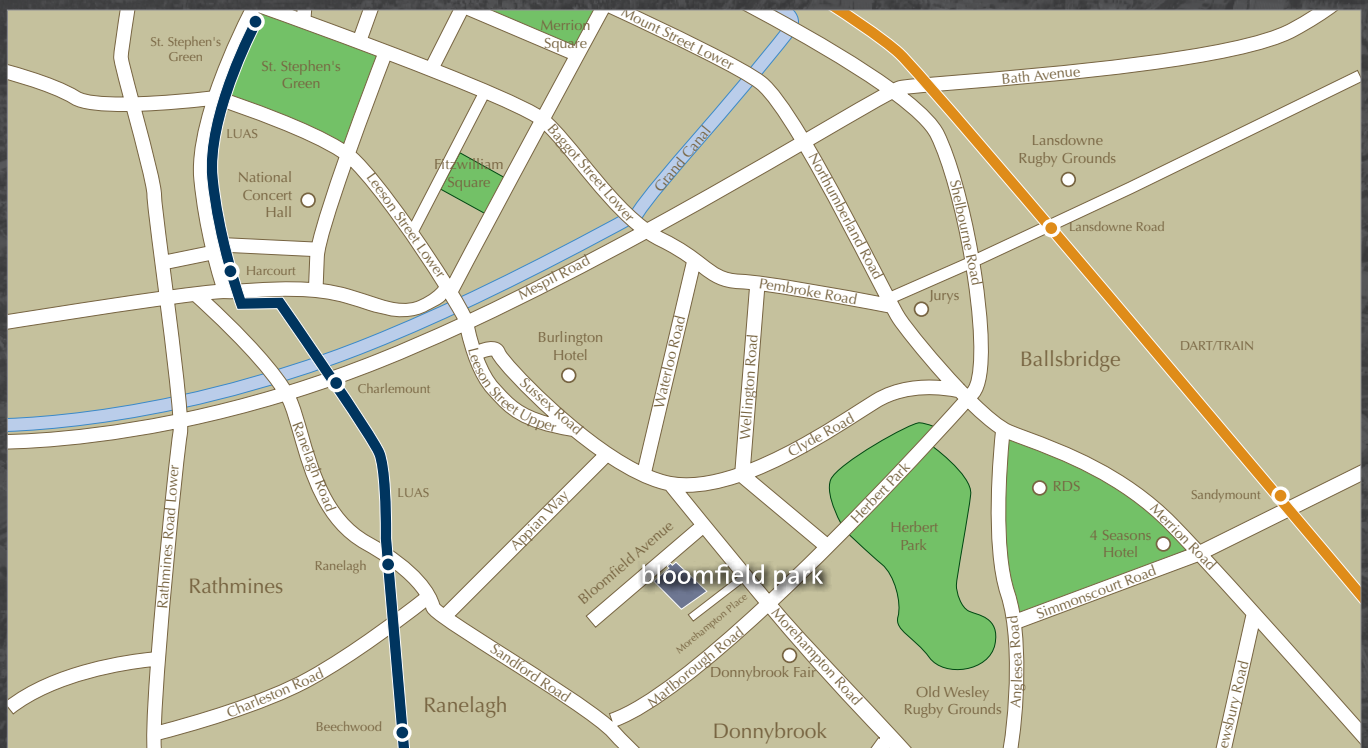 St. Stephen's
Green
St. Stephen's
Green
Merrion
Square
Mount Street Lower
Bath Avenue
LUAS
Lansdowne
Rugby Grounds
Grand Canal
Baggot Street Lower
Fitzwilliam
Square
National
Concert
Hall
Leeson Street Lower
Northumberland Road
Shelbourne Road
Lansdowne Road
Harcourt
Mespil Road
Pembroke Road
Jurys
Burlington
Hotel
DART/TRAIN
Ballsbridge
Charlemount
Waterloo Road
Wellington Road
Leeson Street Upper
Sussex Road
Clyde Road
Ranelagh Road
LUAS
RDS
Sandymount
Rathmines Road Lower
Appian Way
Herbert Park
Herbert
Park
4 Seasons
Hotel
Merrion Road
Ranelagh
Rathmines
Bloomfield Avenue
bloomfield park
Simmonscourt Road
Morehampton Place
Morehampton Road
Marlborough Road
Donnybrook Fair
Sandford Road
Charleston Road
Anglesea Road
Old Wesley
Rugby Grounds
ewsbury Road
Beechwood
Ranelagh
Donnybrook